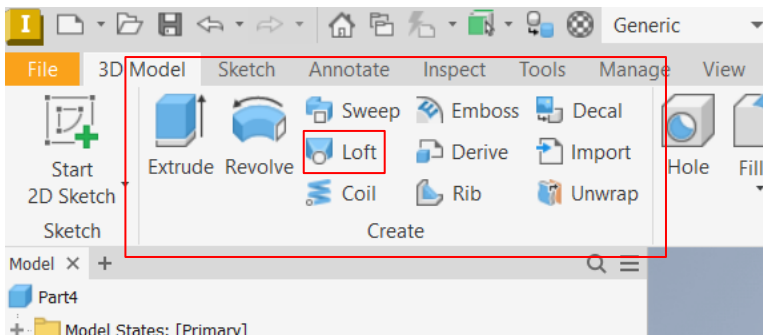 I Generic
File 3D Model Sketch Annotate Inspect Tools Manage View
Sweep Emboss Decal
Extrude Revolve Loft Derive Import Hole Fill
Start
2D Sketch Coil Rib Unwrap
Sketch Create
Model × +
Part4
Model States: [Primary]